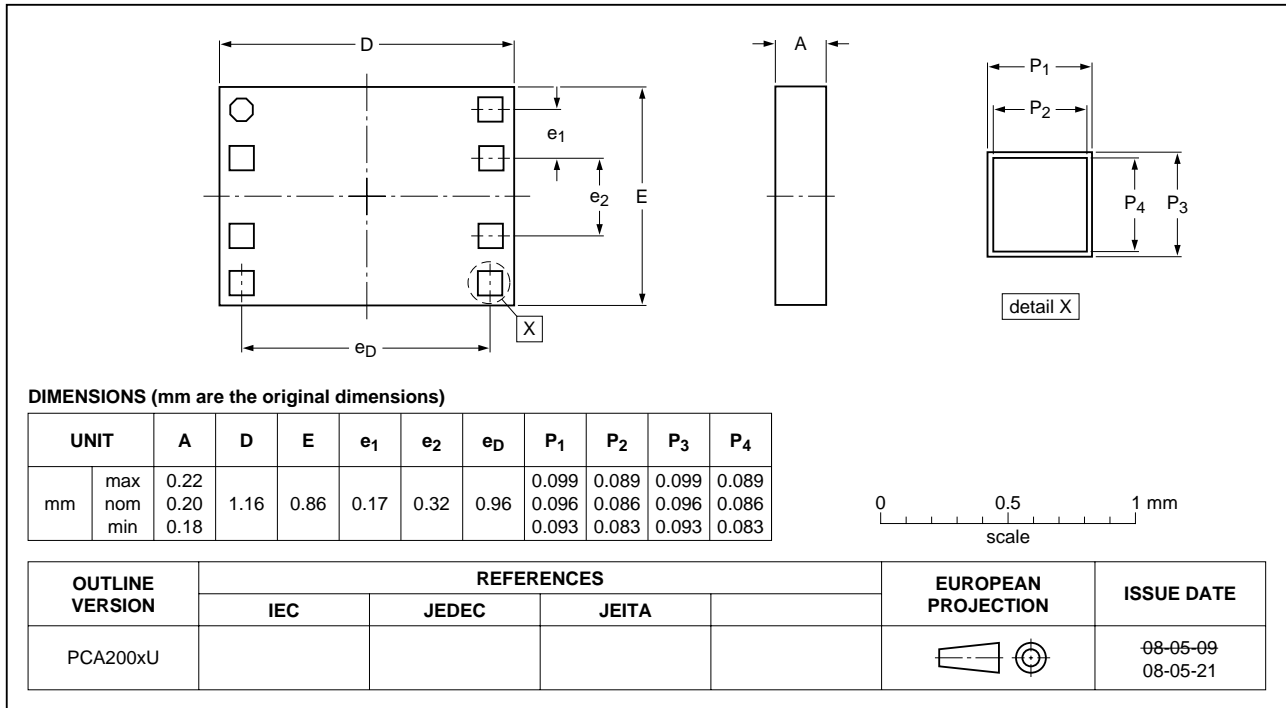 D
A
P1
P2
e1
e2
E
P4
P3
X
eD
detail X
DIMENSIONS (mm are the original dimensions)
UNIT A D E e1 e2 eD P1 P2 P3 P4
mm
max 0.22 0.099 0.089 0.099 0.089
nom 0.20 1.16 0.86 0.17 0.32 0.96 0.096 0.086 0.096 0.086
min 0.18 0.093 0.083 0.093 0.083
0 0.5 1 mm
scale
OUTLINE VERSION REFERENCES EUROPEAN PROJECTION ISSUE DATE
IEC JEDEC JEITA
PCA200xU
08-05-09
08-05-21